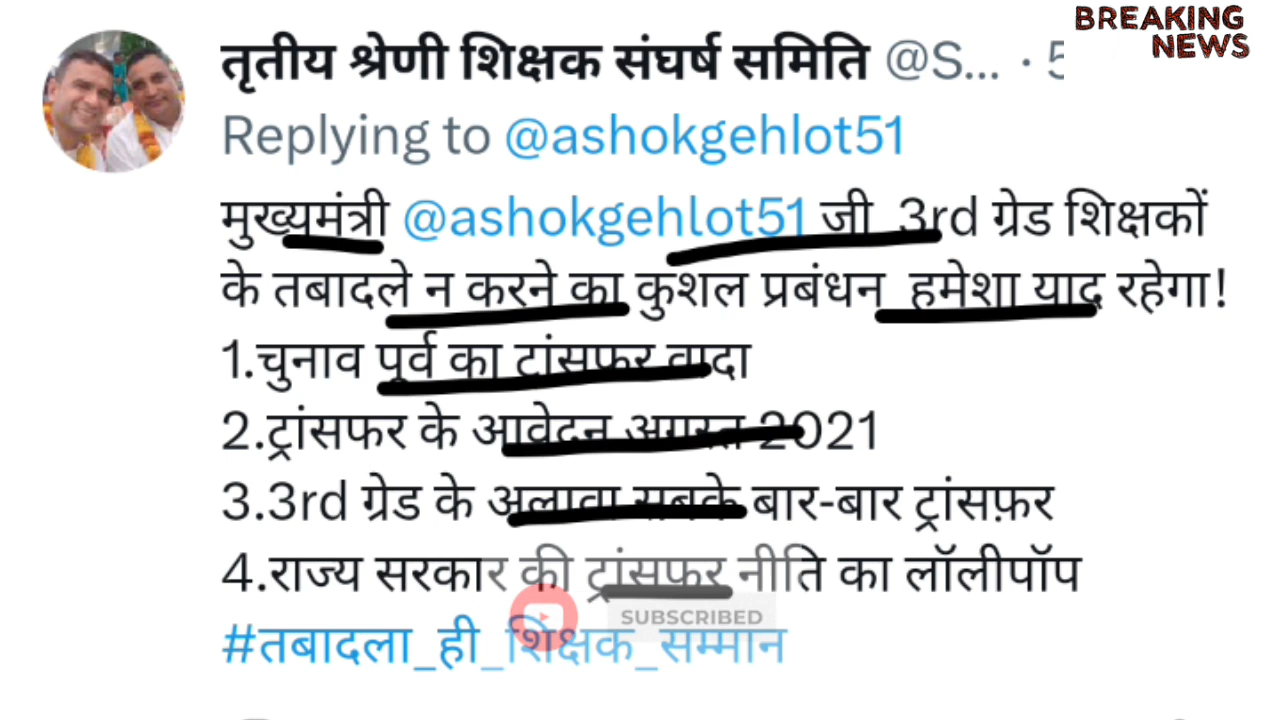 BREAKING
NEWS
तृतीय श्रेणी शिक्षक संघर्ष समिति @S... · 5
Replying to @ashokgehlot51
मुख्यमंत्री @ashokgehlot51 जी 3rd ग्रेड शिक्षकों
के तबादले न करने का कुशल प्रबंधन हमेशा याद रहेगा!
1.चुनाव पूर्व का ट्रांसफर वादा
2.ट्रांसफर के आवेदन अगस्त 2021
3.3rd ग्रेड के अलावा सबके बार-बार ट्रांसफ़र
4.राज्य सरकार की ट्रांसफर नीति का लॉलीपॉप
SUBSCRIBED
#तबादला_ही_शिक्षक_सम्मान